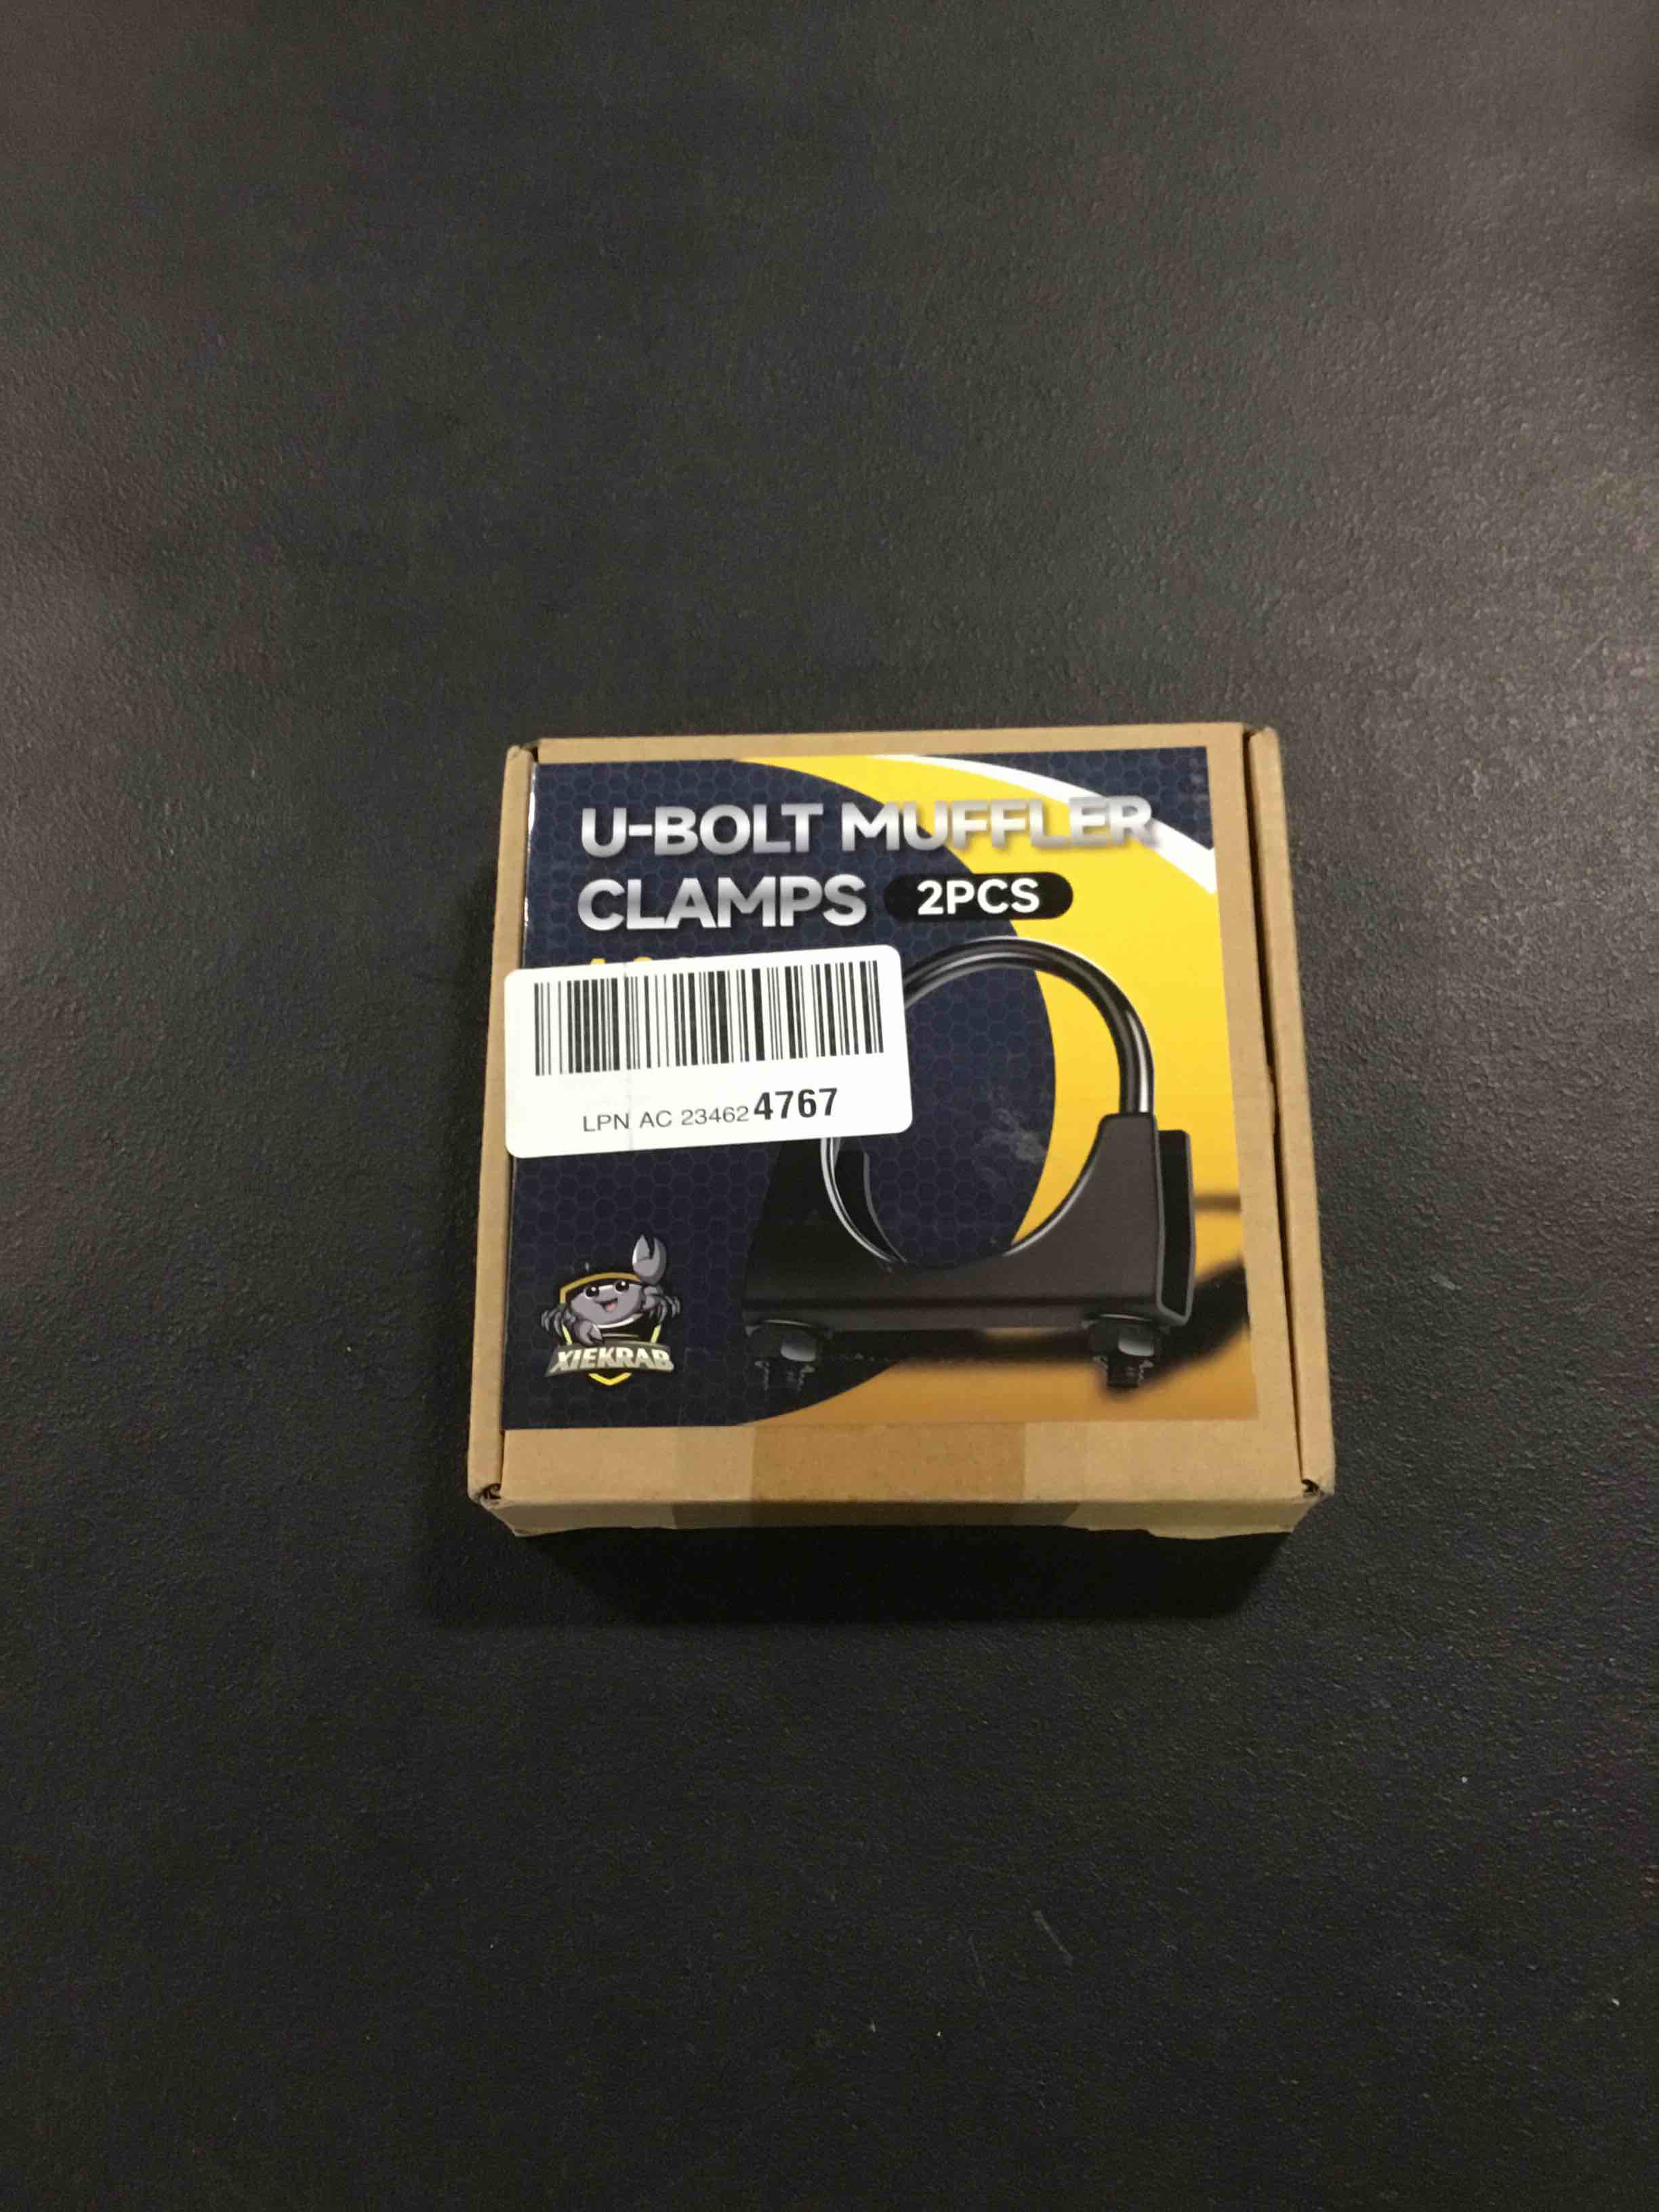 U-BOLT MUFFLER
CLAMPS 2PCS
LPN AC 234624767
XIEKRAB